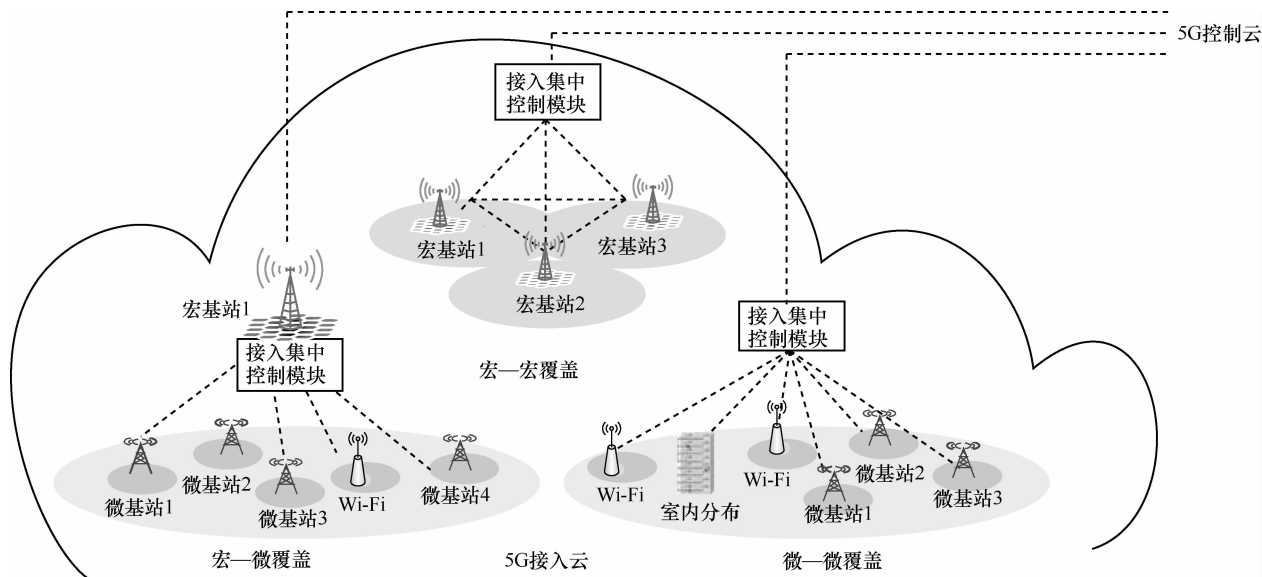 5G控制云
接入集中
控制模块
宏基站1
宏基站3
宏基站2
宏—宏覆盖
宏基站1
接入集中
控制模块
微基站1
微基站2
微基站3
Wi-Fi
微基站4
宏—微覆盖
接入集中
控制模块
Wi-Fi
室内分布
Wi-Fi
微基站1
微基站2
微基站3
微—微覆盖
5G接入云